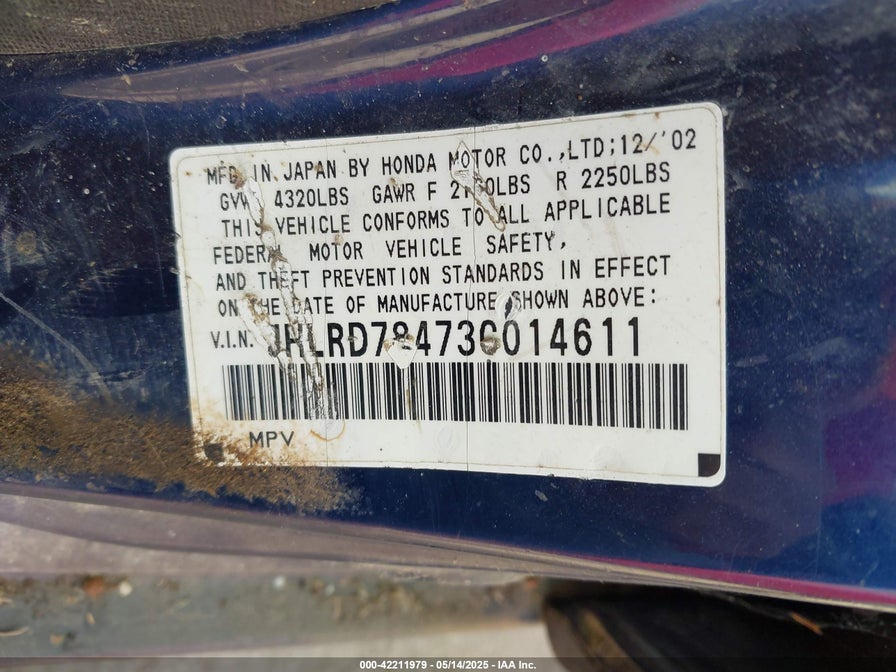 MFD. IN JAPAN BY HONDA MOTOR CO.,LTD;12/'02
GVWR 4320LBS GAWR F R 2250LBS
THIS VEHICLE CONFORMS TO ALL APPLICABLE
FEDERAL MOTOR VEHICLE SAFETY,
AND THEFT PREVENTION STANDARDS IN EFFECT
ON THE DATE OF MANUFACTURE SHOWN ABOVE:
V.I.N. JHLRD78473C014611
MPV
000-42211979 - 05/14/2025 - IAA Inc.